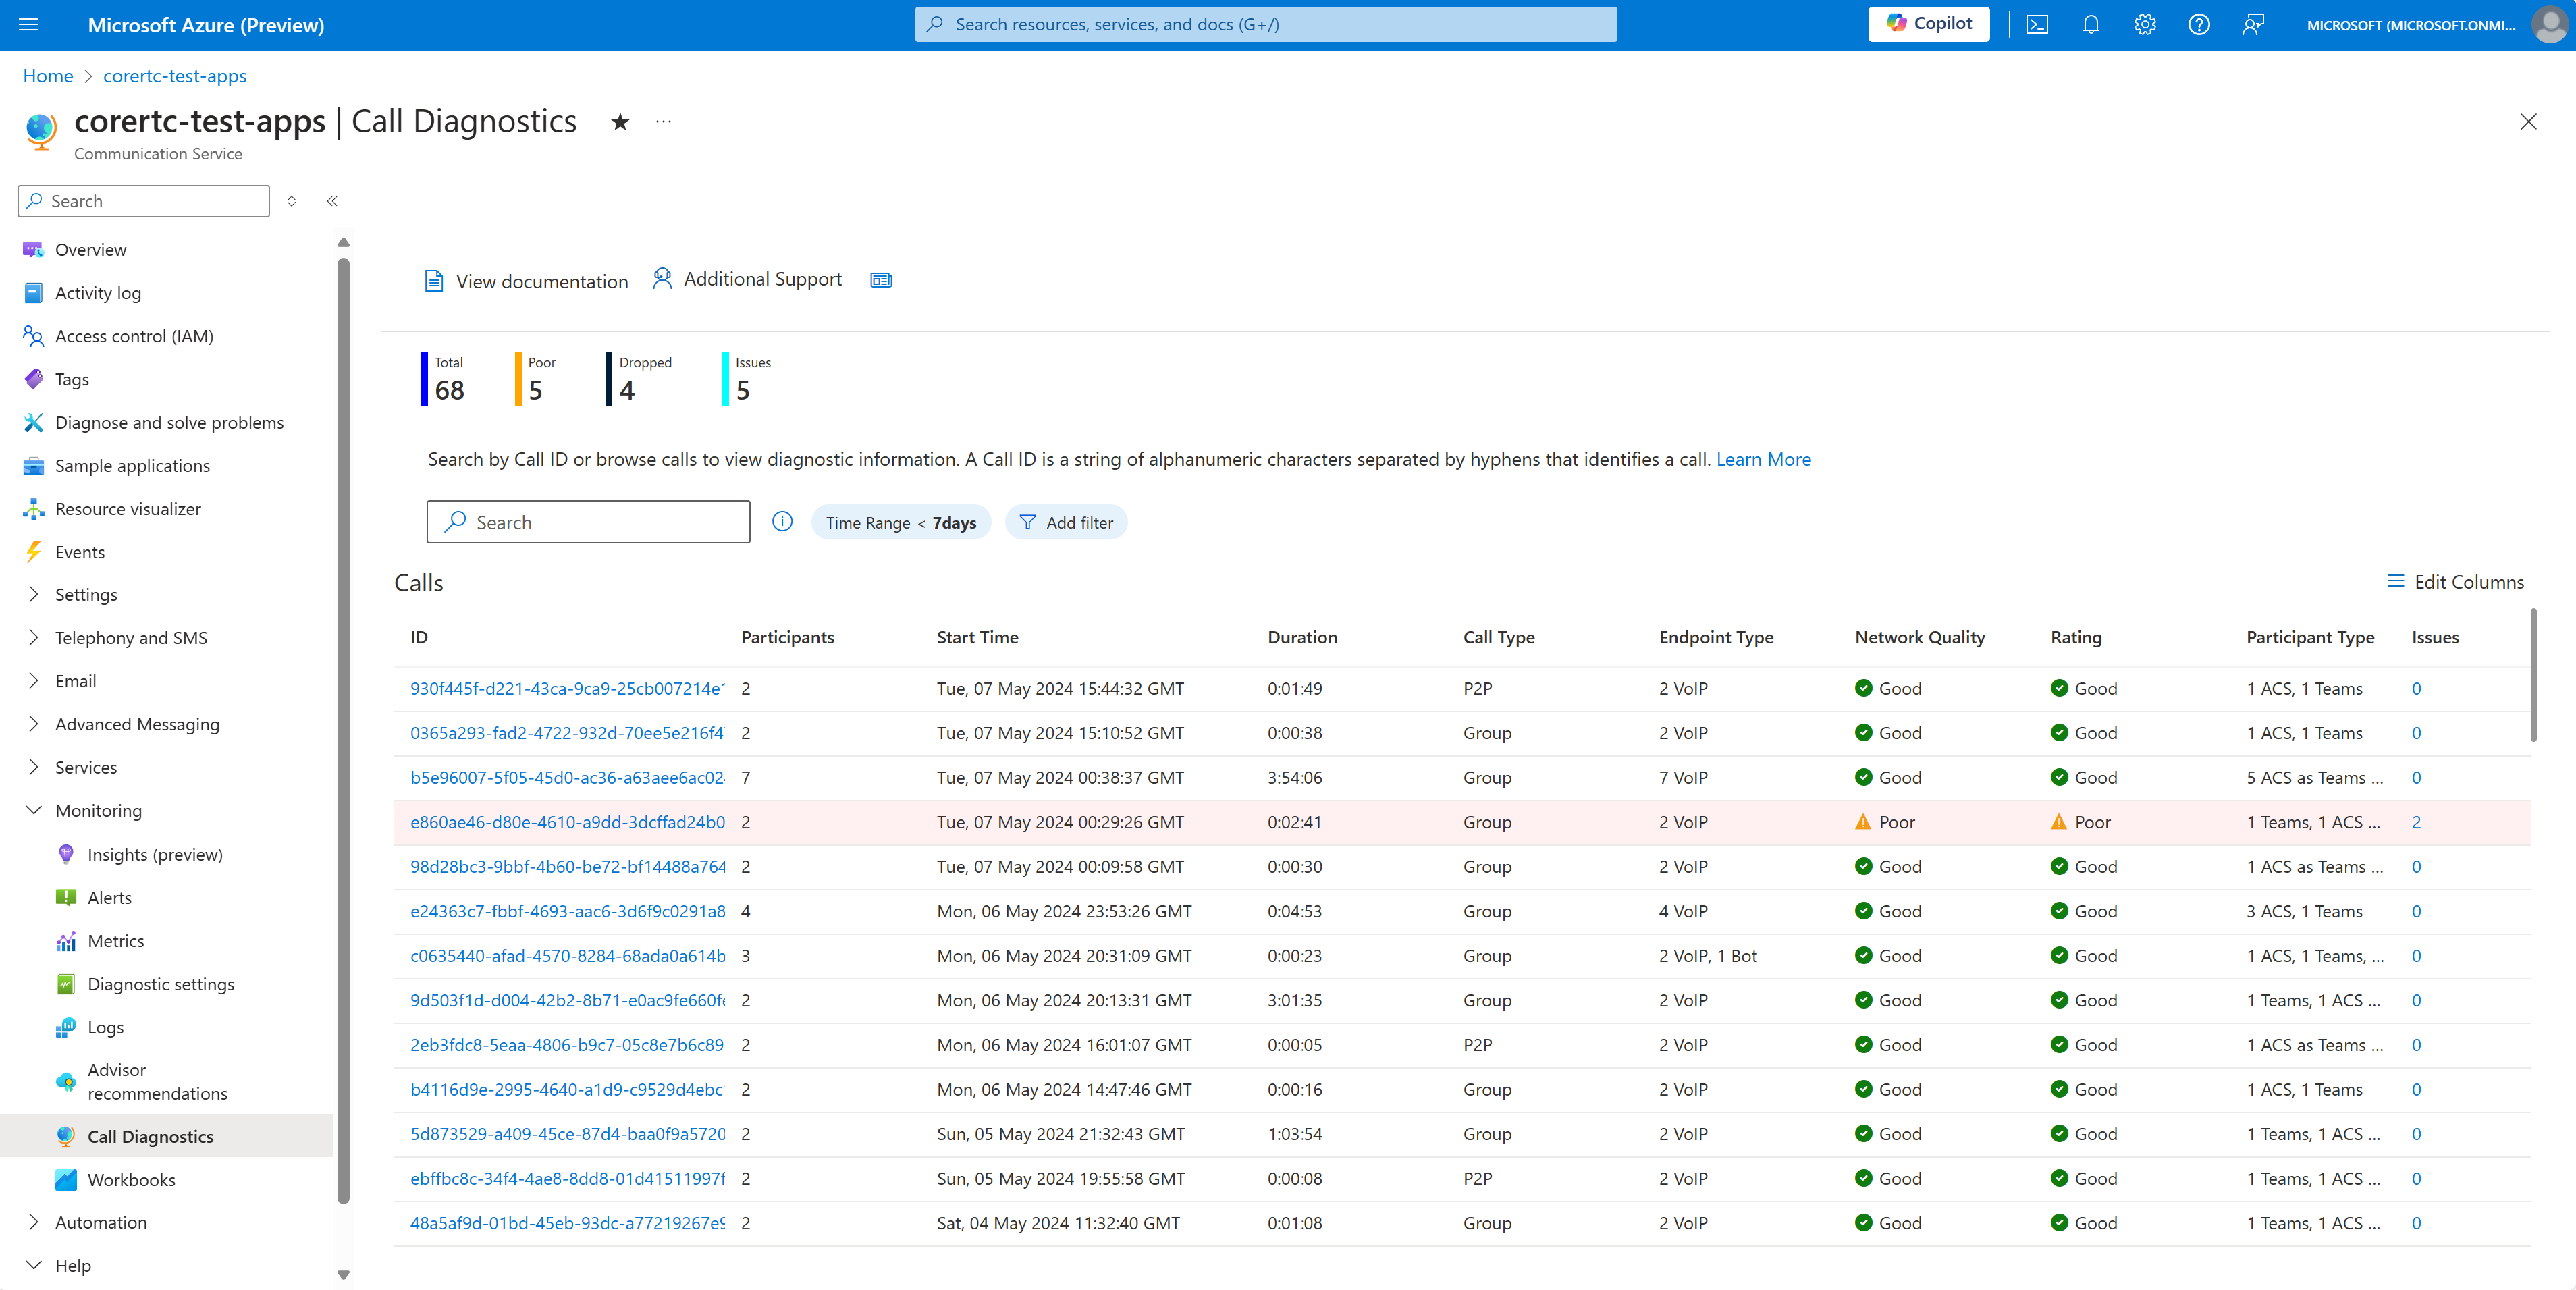 Microsoft Azure (Preview)
Search resources, services, and docs (G+/)
Copilot
MICROSOFT (MICROSOFT.ONMI...
Home > corertc-test-apps
corertc-test-apps | Call Diagnostics
Communication Service
Search
Overview
Activity log
Access control (IAM)
Tags
Diagnose and solve problems
Sample applications
Resource visualizer
Events
Settings
Telephony and SMS
Email
Advanced Messaging
Services
Monitoring
Insights (preview)
Alerts
Metrics
Diagnostic settings
Logs
Advisor
recommendations
Call Diagnostics
Workbooks
Automation
Help
View documentation Additional Support
Total Poor Dropped Issues
68 5 4 5
Search by Call ID or browse calls to view diagnostic information. A Call ID is a string of alphanumeric characters separated by hyphens that identifies a call. Learn More
Search Time Range < 7days Add filter
Calls Edit Columns
ID Participants Start Time Duration Call Type Endpoint Type Network Quality Rating Participant Type Issues
930f445f-d221-43ca-9ca9-25cb007214e 2 Tue, 07 May 2024 15:44:32 GMT 0:01:49 P2P 2 VoIP Good Good 1 ACS, 1 Teams 0
0365a293-fad2-4722-932d-70ee5e216f4 2 Tue, 07 May 2024 15:10:52 GMT 0:00:38 Group 2 VoIP Good Good 1 ACS, 1 Teams 0
b5e96007-5f05-45d0-ac36-a63aee6ac02 7 Tue, 07 May 2024 00:38:37 GMT 3:54:06 Group 7 VoIP Good Good 5 ACS as Teams ... 0
e860ae46-d80e-4610-a9dd-3dcffad24b0 2 Tue, 07 May 2024 00:29:26 GMT 0:02:41 Group 2 VoIP Poor Poor 1 Teams, 1 ACS ... 2
98d28bc3-9bbf-4b60-be72-bf14488a764 2 Tue, 07 May 2024 00:09:58 GMT 0:00:30 Group 2 VoIP Good Good 1 ACS as Teams ... 0
e24363c7-fbbf-4693-aac6-3d6f9c0291a8 4 Mon, 06 May 2024 23:53:26 GMT 0:04:53 Group 4 VoIP Good Good 3 ACS, 1 Teams 0
c0635440-afad-4570-8284-68ada0a614b 3 Mon, 06 May 2024 20:31:09 GMT 0:00:23 Group 2 VoIP, 1 Bot Good Good 1 ACS, 1 Teams, ... 0
9d503f1d-d004-42b2-8b71-e0ac9fe660f 2 Mon, 06 May 2024 20:13:31 GMT 3:01:35 Group 2 VoIP Good Good 1 Teams, 1 ACS ... 0
2eb3fdc8-5eaa-4806-b9c7-05c8e7b6c89 2 Mon, 06 May 2024 16:01:07 GMT 0:00:05 P2P 2 VoIP Good Good 1 ACS as Teams ... 0
b4116d9e-2995-4640-a1d9-c9529d4ebc 2 Mon, 06 May 2024 14:47:46 GMT 0:00:16 Group 2 VoIP Good Good 1 ACS, 1 Teams 0
5d873529-a409-45ce-87d4-baa0f9a5720 2 Sun, 05 May 2024 21:32:43 GMT 1:03:54 Group 2 VoIP Good Good 1 Teams, 1 ACS ... 0
ebffbc8c-34f4-4ae8-8dd8-01d41511997f 2 Sun, 05 May 2024 19:55:58 GMT 0:00:08 P2P 2 VoIP Good Good 1 Teams, 1 ACS ... 0
48a5af9d-01bd-45eb-93dc-a77219267e9 2 Sat, 04 May 2024 11:32:40 GMT 0:01:08 Group 2 VoIP Good Good 1 Teams, 1 ACS ... 0